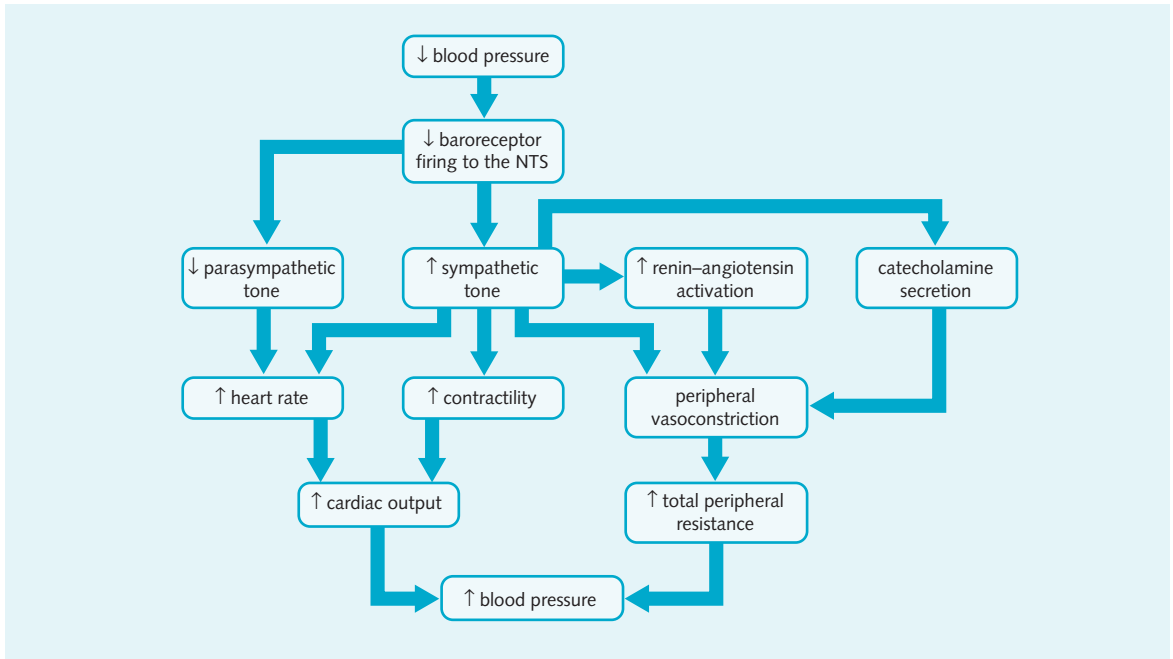 ↓ blood pressure
↓ baroreceptor
firing to the NTS
↓ parasympathetic
tone
↑ sympathetic
tone
↑ renin–angiotensin
activation
catecholamine
secretion
↑ heart rate
↑ contractility
peripheral
vasoconstriction
↑ cardiac output
↑ total peripheral
resistance
↑ blood pressure